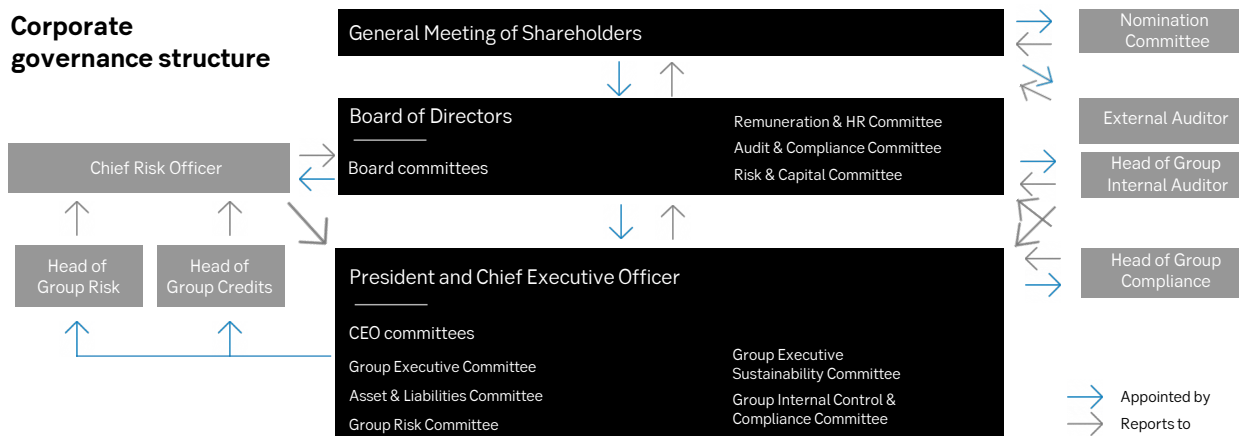 Corporate
governance structure
General Meeting of Shareholders
Nomination
Committee
Board of Directors
Board committees
Remuneration & HR Committee
Audit & Compliance Committee
Risk & Capital Committee
External Auditor
Head of Group
Internal Auditor
Chief Risk Officer
Head of
Group Risk
Head of
Group Credits
President and Chief Executive Officer
CEO committees
Group Executive Committee
Asset & Liabilities Committee
Group Risk Committee
Group Executive
Sustainability Committee
Group Internal Control &
Compliance Committee
Head of Group
Compliance
Appointed by
Reports to